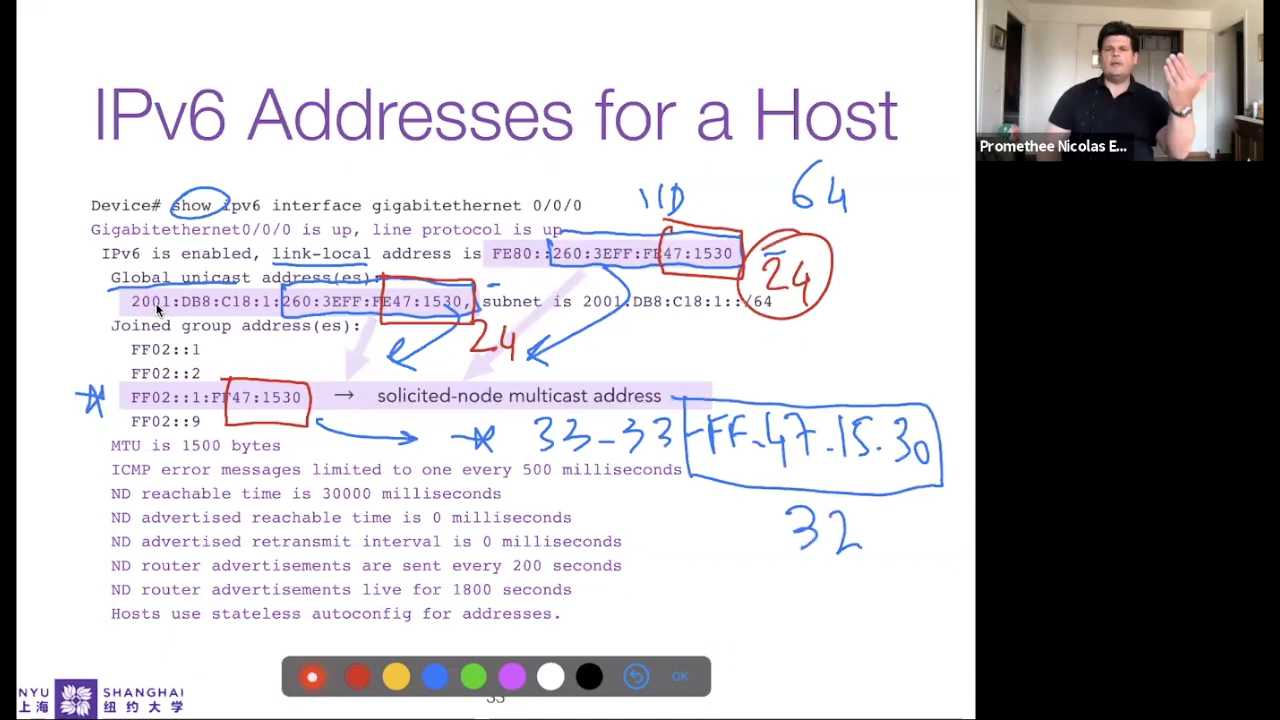 IPv6 Addresses for a Host
Promethee Nicolas E...
64
IID
Device# show ipv6 interface gigabitethernet 0/0/0
Gigabitethernet0/0/0 is up, line protocol is up
IPv6 is enabled, link-local address is FE80::260:3EFF:FE47:1530
24
Global unicast address(es):
2001:DB8:C18:1:260:3EFF:FE47:1530, subnet is 2001:DB8:C18:1::/64
24
Joined group address(es):
FF02::1
FF02::2
FF02::1:FF47:1530 → solicited-node multicast address
FF02::9
33-33-FF-47-15-30
MTU is 1500 bytes
ICMP error messages limited to one every 500 milliseconds
ND reachable time is 30000 milliseconds
32
ND advertised reachable time is 0 milliseconds
ND advertised retransmit interval is 0 milliseconds
ND router advertisements are sent every 200 seconds
ND router advertisements live for 1800 seconds
Hosts use stateless autoconfig for addresses.
OK
NYU SHANGHAI
上海 纽约大学